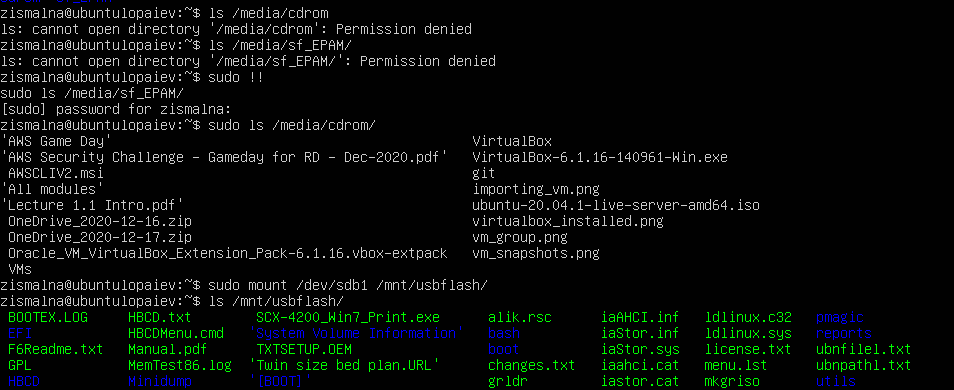 zismalna@ubuntulopaiev:~$ ls /media/cdrom
ls: cannot open directory '/media/cdrom': Permission denied
zismalna@ubuntulopaiev:~$ ls /media/sf_EPAM/
ls: cannot open directory '/media/sf_EPAM/': Permission denied
zismalna@ubuntulopaiev:~$ sudo !!
sudo ls /media/sf_EPAM/
[sudo] password for zismalna:
zismalna@ubuntulopaiev:~$ sudo ls /media/cdrom/
'AWS Game Day' VirtualBox
'AWS Security Challenge - Gameday for RD - Dec-2020.pdf' VirtualBox-6.1.16-140961-Win.exe
AWSCLIV2.msi git
'All modules' importing_vm.png
'Lecture 1.1 Intro.pdf' ubuntu-20.04.1-live-server-amd64.iso
OneDrive_2020-12-16.zip virtualbox_installed.png
OneDrive_2020-12-17.zip vm_group.png
Oracle_VM_VirtualBox_Extension_Pack-6.1.16.vbox-extpack vm_snapshots.png
VMs
zismalna@ubuntulopaiev:~$ sudo mount /dev/sdb1 /mnt/usbflash/
zismalna@ubuntulopaiev:~$ ls /mnt/usbflash/
BOOTEX.LOG HBCD.txt SCX-4200_Win7_Print.exe alik.rsc iaAHCI.inf ldlinux.c32 pmagic
EFI HBCDMenu.cmd 'System Volume Information' bash iaStor.inf ldlinux.sys reports
F6Readme.txt Manual.pdf TXTSETUP.OEM boot iaStor.sys license.txt ubnfilel.txt
GPL MemTest86.log 'Twin size bed plan.URL' changes.txt iaahci.cat menu.lst ubnpathl.txt
HBCD Minidump '[BOOT]' grldr iastor.cat mkgriso utils